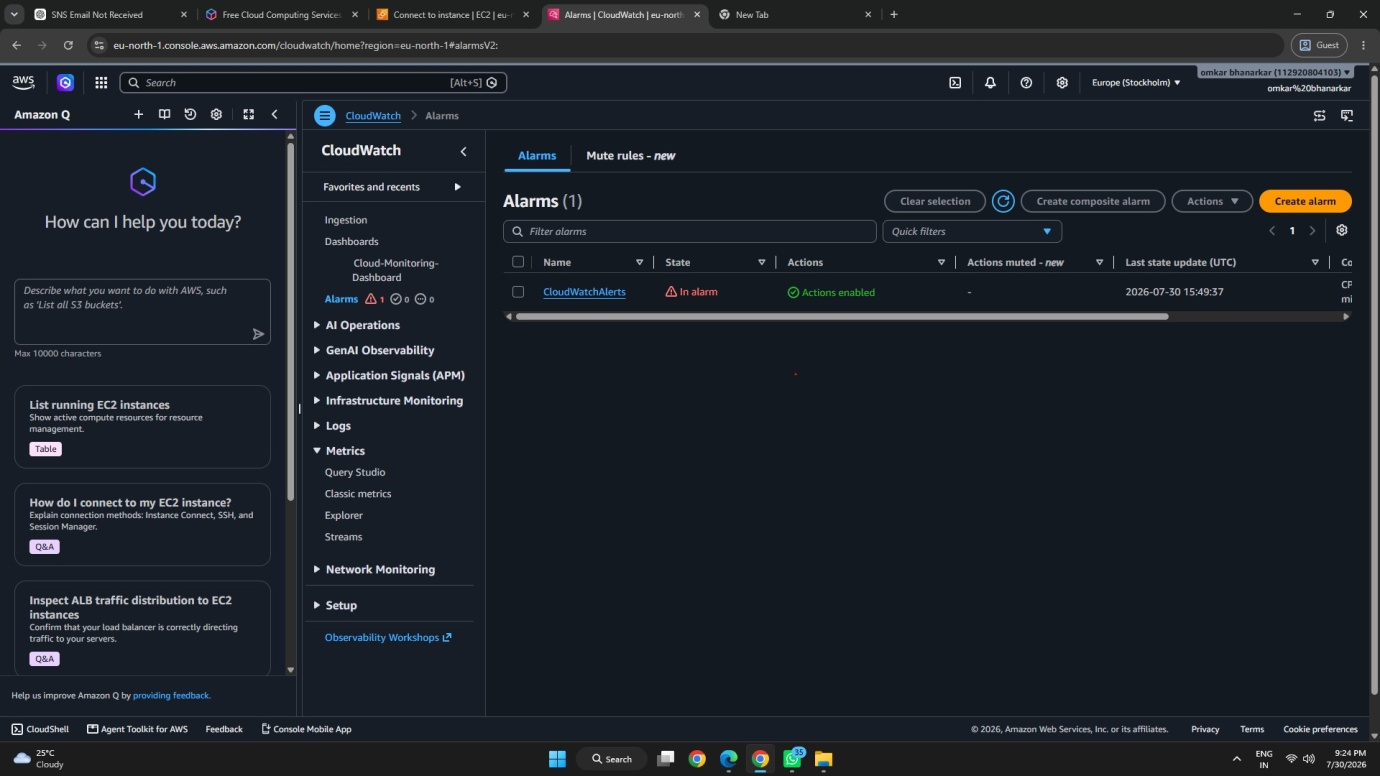 SNS Email Not Received
Free Cloud Computing Services
Connect to instance | EC2 | eu-n
Alarms | CloudWatch | eu-north
New Tab
eu-north-1.console.aws.amazon.com/cloudwatch/home?region=eu-north-1#alarmsV2:
Guest
aws
Search
[Alt+S]
Europe (Stockholm)
omkar bhanarkar (112920804103)
omkar%20bhanarkar
Amazon Q
CloudWatch
Alarms
How can I help you today?
Describe what you want to do with AWS, such
as 'List all S3 buckets'.
Max 10000 characters
List running EC2 instances
Show active compute resources for resource
management.
Table
How do I connect to my EC2 instance?
Explain connection methods: Instance Connect, SSH, and
Session Manager.
Q&A
Inspect ALB traffic distribution to EC2
instances
Confirm that your load balancer is correctly directing
traffic to your servers.
Q&A
Help us improve Amazon Q by providing feedback.
CloudWatch
Favorites and recents
Ingestion
Dashboards
Cloud-Monitoring-
Dashboard
Alarms 1 0 0
AI Operations
GenAI Observability
Application Signals (APM)
Infrastructure Monitoring
Logs
Metrics
Query Studio
Classic metrics
Explorer
Streams
Network Monitoring
Setup
Observability Workshops
Alarms
Mute rules - new
Alarms (1)
Clear selection
Create composite alarm
Actions
Create alarm
Filter alarms
Quick filters
1
Name
State
Actions
Actions muted - new
Last state update (UTC)
Co
CloudWatchAlerts
In alarm
Actions enabled
-
2026-07-30 15:49:37
CP
mi
CloudShell
Agent Toolkit for AWS
Feedback
Console Mobile App
© 2026, Amazon Web Services, Inc. or its affiliates.
Privacy
Terms
Cookie preferences
25°C
Cloudy
Search
35
ENG
IN
9:24 PM
7/30/2026